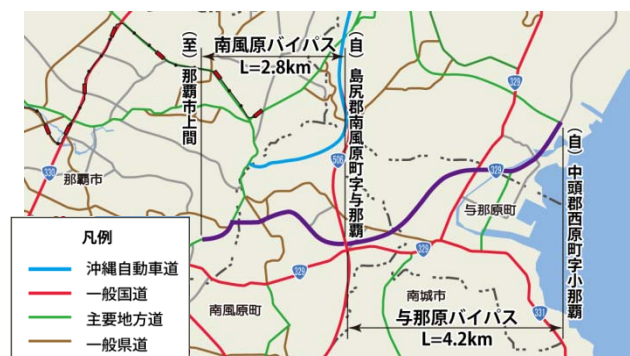 南風原バイパス
L=2.8km
(至)那覇市上間
(自)島尻郡南風原町字与那覇
(自)中頭郡西原町字小那覇
329
330
那覇市
506
329
与那原町
凡例
沖縄自動車道
一般国道
主要地方道
一般県道
329
329
南風原町
南城市
331
与那原バイパス
L=4.2km